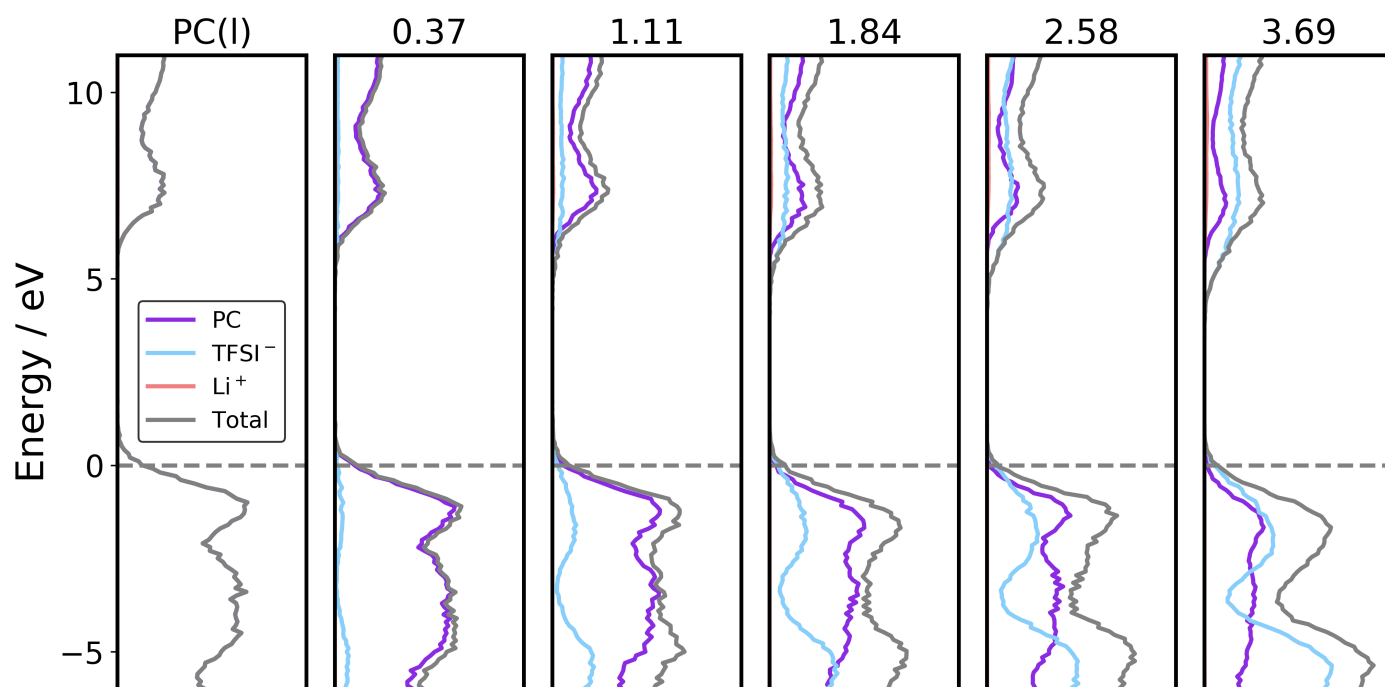 PC(l) 0.37 1.11 1.84 2.58 3.69
10
5
0
−5
Energy / eV
PC
TFSI⁻
Li⁺
Total